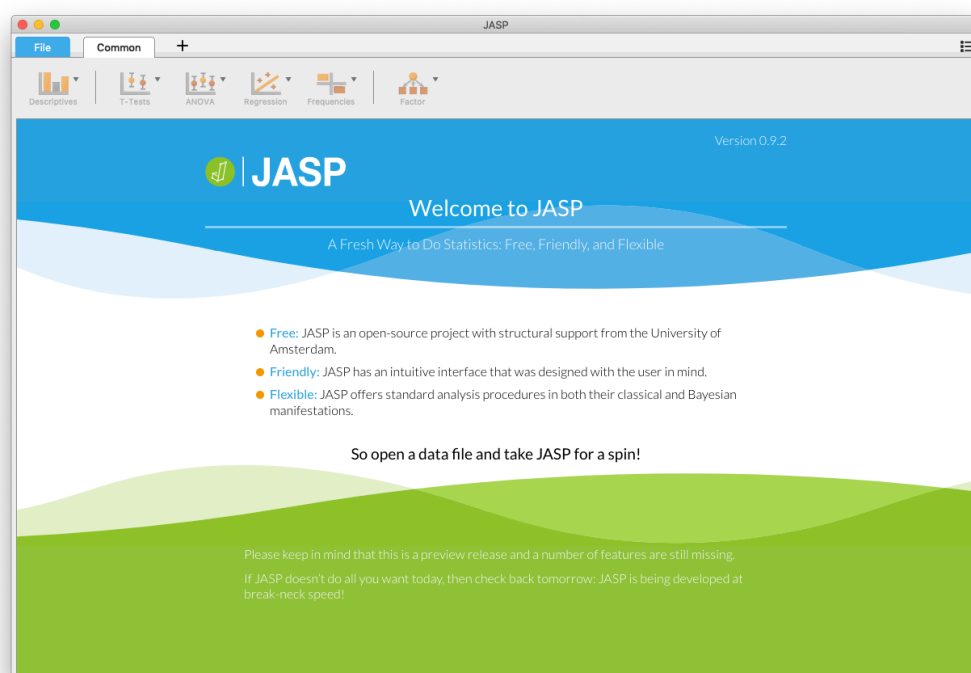 JASP
File
Common
+
Descriptives
T-Tests
ANOVA
Regression
Frequencies
Factor
Version 0.9.2
JASP
Welcome to JASP
A Fresh Way to Do Statistics: Free, Friendly, and Flexible
Free: JASP is an open-source project with structural support from the University of
Amsterdam.
Friendly: JASP has an intuitive interface that was designed with the user in mind.
Flexible: JASP offers standard analysis procedures in both their classical and Bayesian
manifestations.
So open a data file and take JASP for a spin!
Please keep in mind that this is a preview release and a number of features are still missing.
If JASP doesn't do all you want today, then check back tomorrow: JASP is being developed at
break-neck speed!